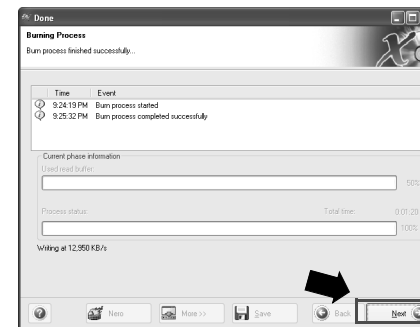 Done
Burning Process
Burn process finished successfully...
Time Event
9:24:19 PM Burn process started
9:25:32 PM Burn process completed successfully
Current phase information
Used read buffer:
50%
Process status: Total time: 0:01:20
100%
Writing at 12,950 KB/s
Nero More >> Save Back Next